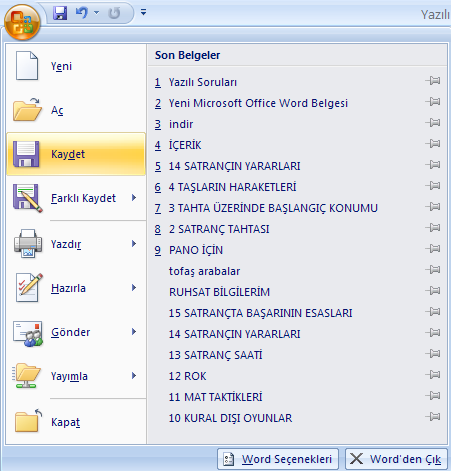 Yazılı
Yeni
Aç
Kaydet
Farklı Kaydet
Yazdır
Hazırla
Gönder
Yayımla
Kapat
Son Belgeler
1 Yazılı Soruları
2 Yeni Microsoft Office Word Belgesi
3 indir
4 İÇERİK
5 14 SATRANÇIN YARARLARI
6 4 TAŞLARIN HARAKETLERİ
7 3 TAHTA ÜZERİNDE BAŞLANGIÇ KONUMU
8 2 SATRANÇ TAHTASI
9 PANO İÇİN
tofaş arabalar
RUHSAT BİLGİLERİM
15 SATRANÇTA BAŞARININ ESASLARI
14 SATRANÇIN YARARLARI
13 SATRANÇ SAATİ
12 ROK
11 MAT TAKTİKLERİ
10 KURAL DIŞI OYUNLAR
Word Seçenekleri
Word'den Çık